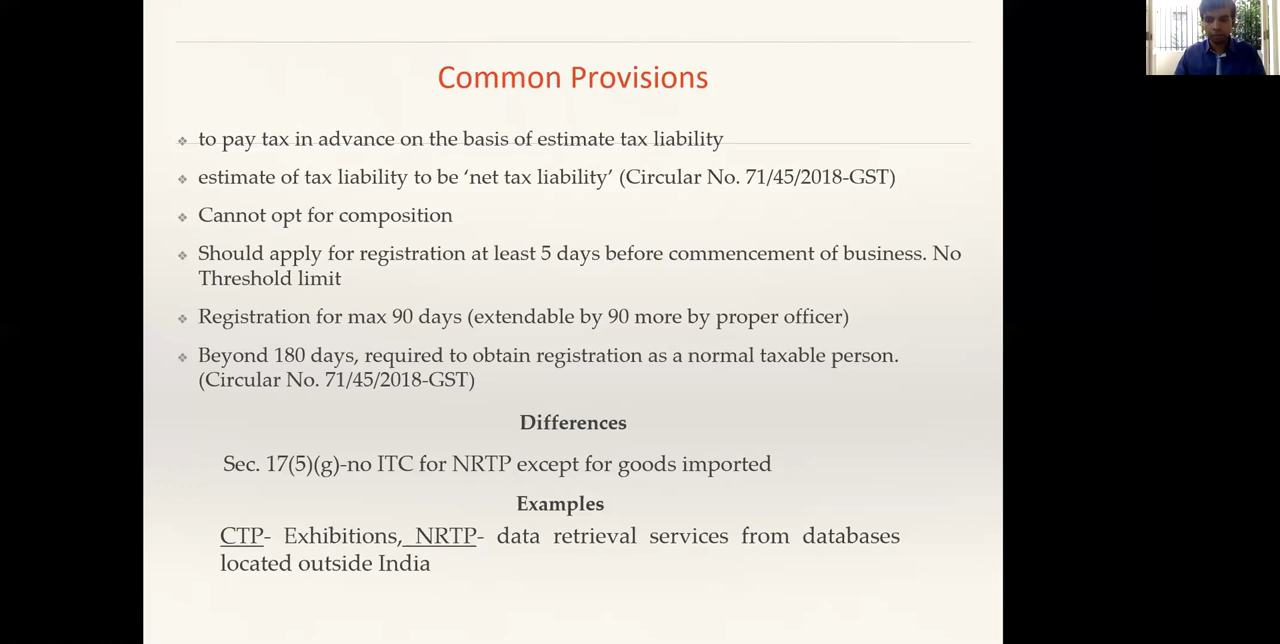 Common Provisions
to pay tax in advance on the basis of estimate tax liability
estimate of tax liability to be ‘net tax liability’ (Circular No. 71/45/2018-GST)
Cannot opt for composition
Should apply for registration at least 5 days before commencement of business. No
Threshold limit
Registration for max 90 days (extendable by 90 more by proper officer)
Beyond 180 days, required to obtain registration as a normal taxable person.
(Circular No. 71/45/2018-GST)
Differences
Sec. 17(5)(g)-no ITC for NRTP except for goods imported
Examples
CTP- Exhibitions, NRTP- data retrieval services from databases
located outside India